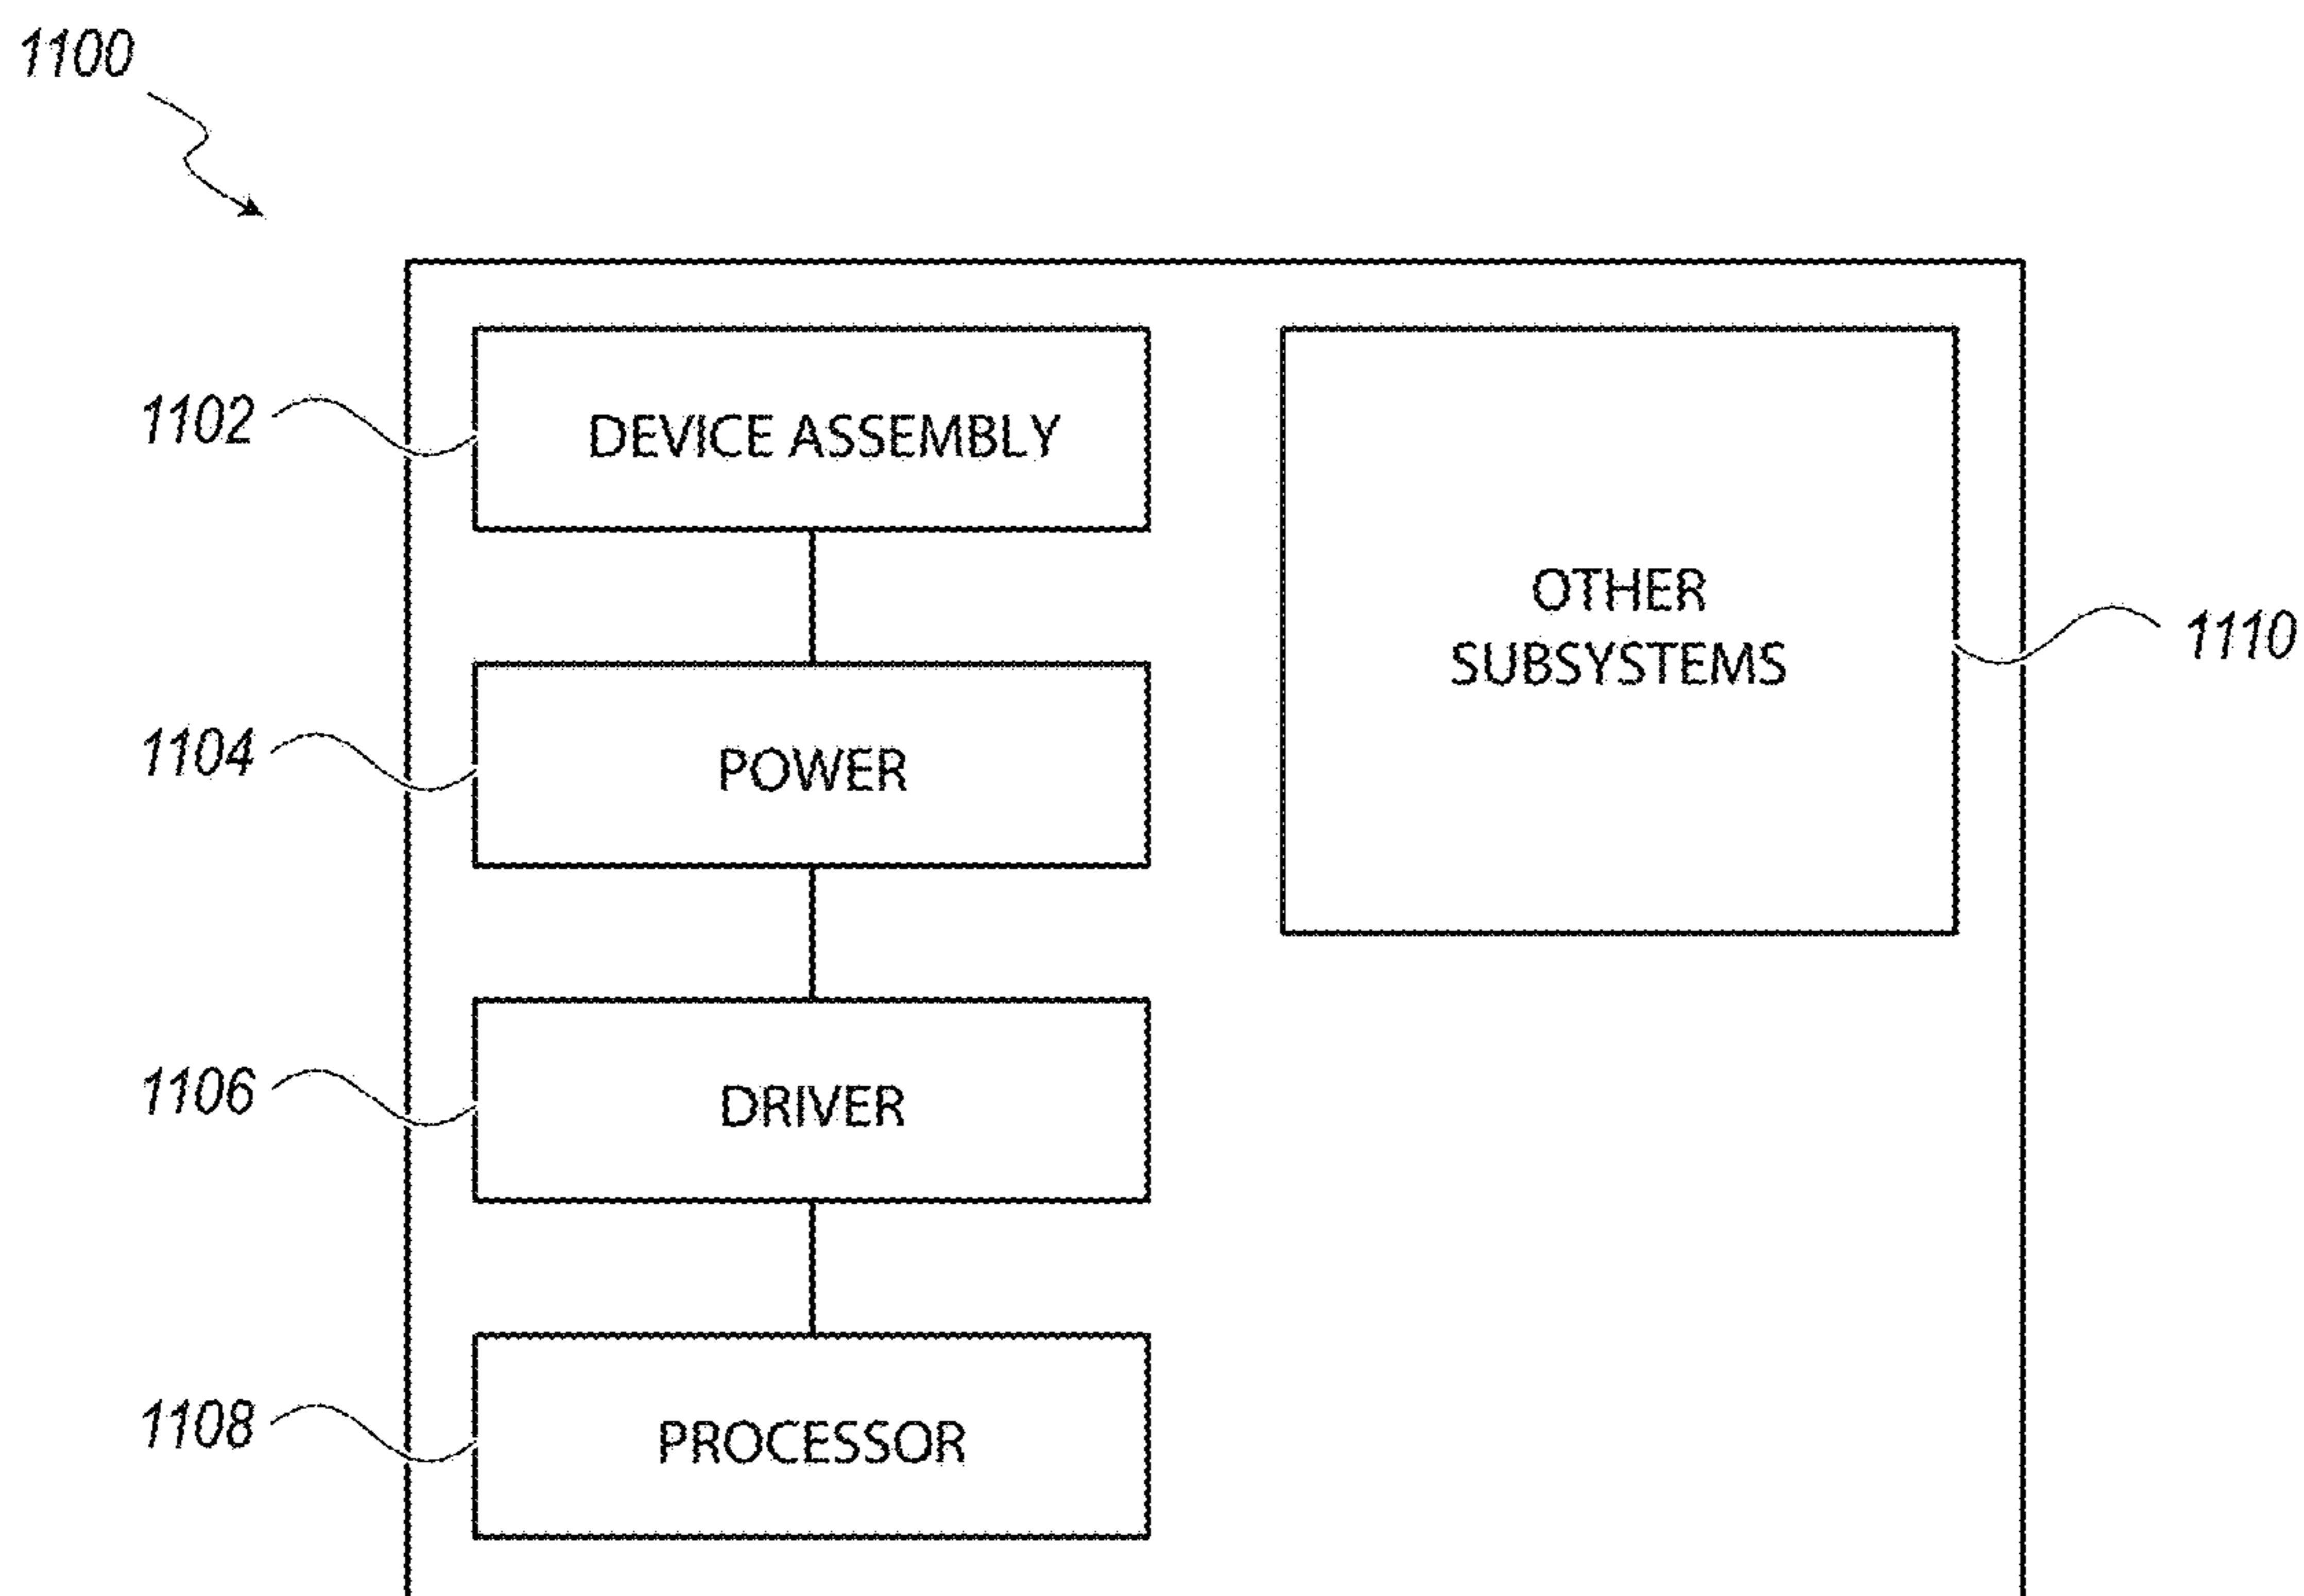 1100
1102
DEVICE ASSEMBLY
OTHER
SUBSYSTEMS
1110
1104
POWER
1106
DRIVER
1108
PROCESSOR